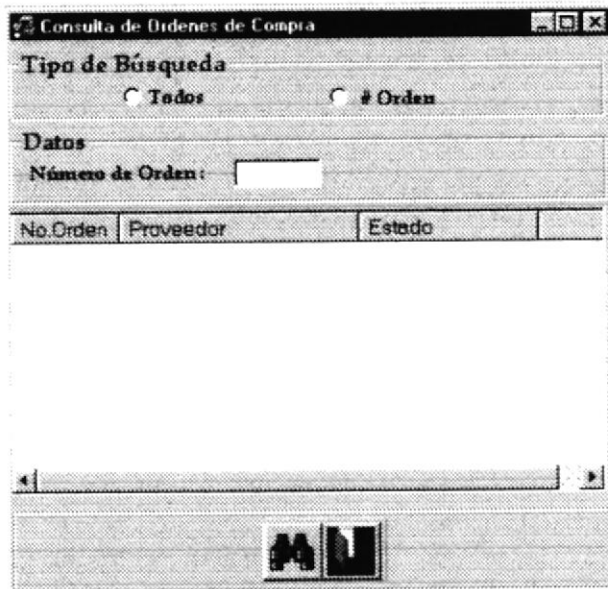 Consulta de Ordenes de Compra
Tipo de Búsqueda
Todos # Orden
Datos
Número de Orden:
No.Orden Proveedor Estado